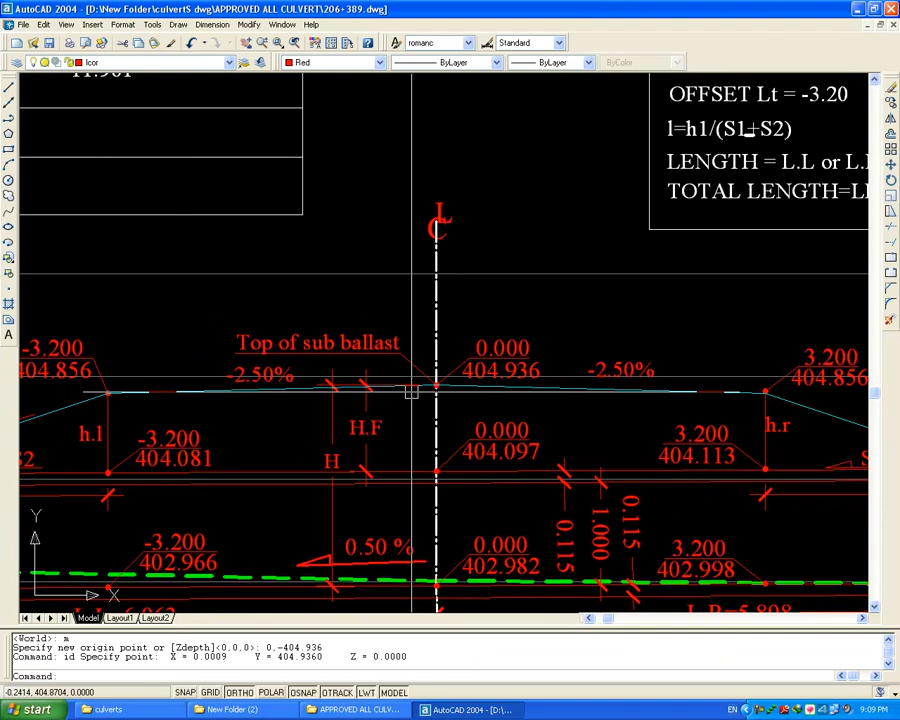 AutoCAD 2004 - [D:\New Folder\culvertS dwg\APPROVED ALL CULVERT\206+389.dwg]
File Edit View Insert Format Tools Draw Dimension Modify Window Help
romanc Standard
lcor Red ByLayer ByLayer ByColor
OFFSET Lt = -3.20
l=h1/(S1+S2)
LENGTH = L.L or L.
TOTAL LENGTH=L
L
C
Top of sub ballast
-3.200
404.856
-2.50%
0.000
404.936
-2.50%
3.200
404.856
h.l
-3.200
404.081
H.F
H
0.000
404.097
3.200
404.113
h.r
S2
0.115
1.000
0.115
-3.200
402.966
0.50 %
0.000
402.982
3.200
402.998
L.R=5.808
Y
X
Model Layout1 Layout2
<World>: m
Specify new origin point or [Zdepth]<0,0,0>: 0,-404.936
Command: id Specify point: X = 0.0009 Y = 404.9360 Z = 0.0000
Command:
-0.2414, 404.8704, 0.0000 SNAP GRID ORTHO POLAR OSNAP OTRACK LWT MODEL
start culverts New Folder (2) APPROVED ALL CULV... AutoCAD 2004 - [D:\... EN 9:09 PM